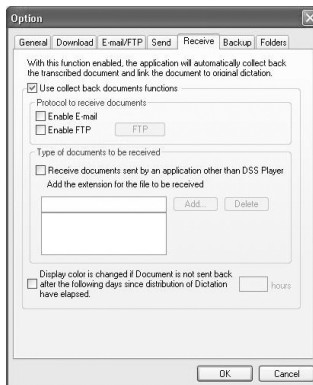 Option
General Download E-mail/FTP Send Receive Backup Folders
With this function enabled, the application will automatically collect back
the transcribed document and link the document to original dictation.
Use collect back documents functions
Protocol to receive documents
Enable E-mail
Enable FTP FTP
Type of documents to be received
Receive documents sent by an application other than DSS Player
Add the extension for the file to be received
Add... Delete
Display color is changed if Document is not sent back
after the following days since distribution of Dictation
have elapsed.
hours
OK Cancel